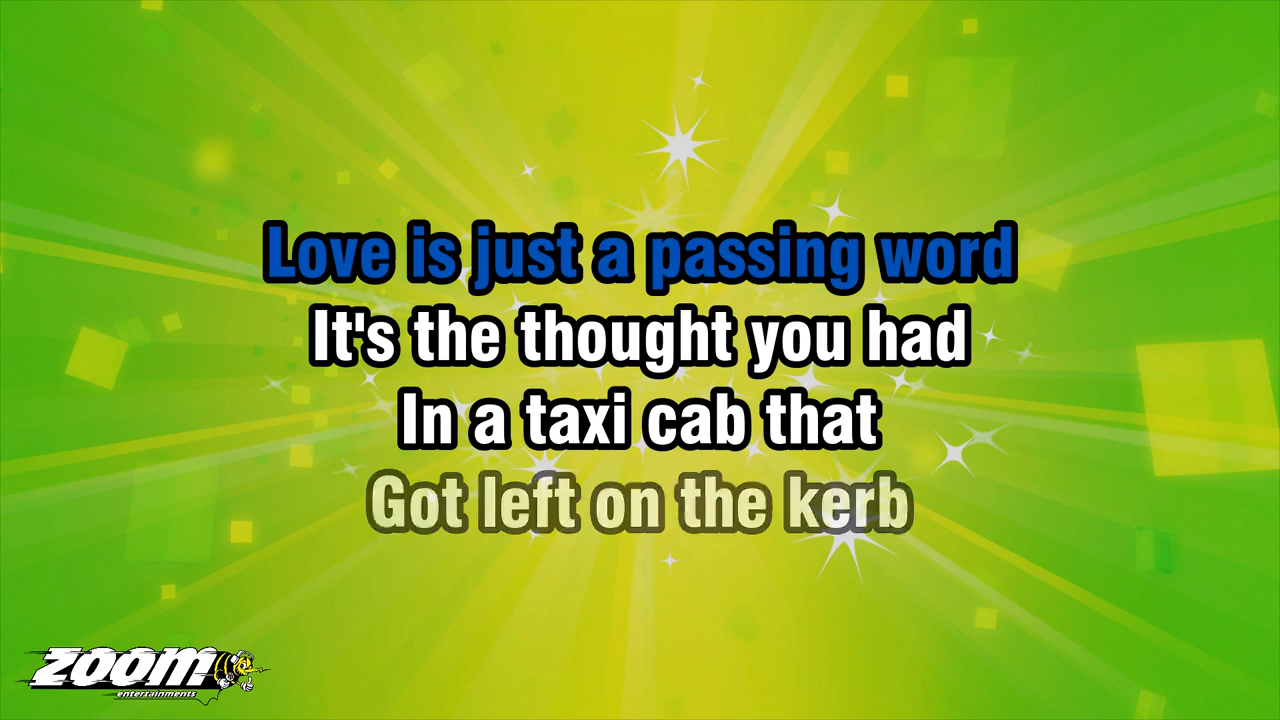 Love is just a passing word
It's the thought you had
In a taxi cab that
Got left on the kerb
zoom
entertainments